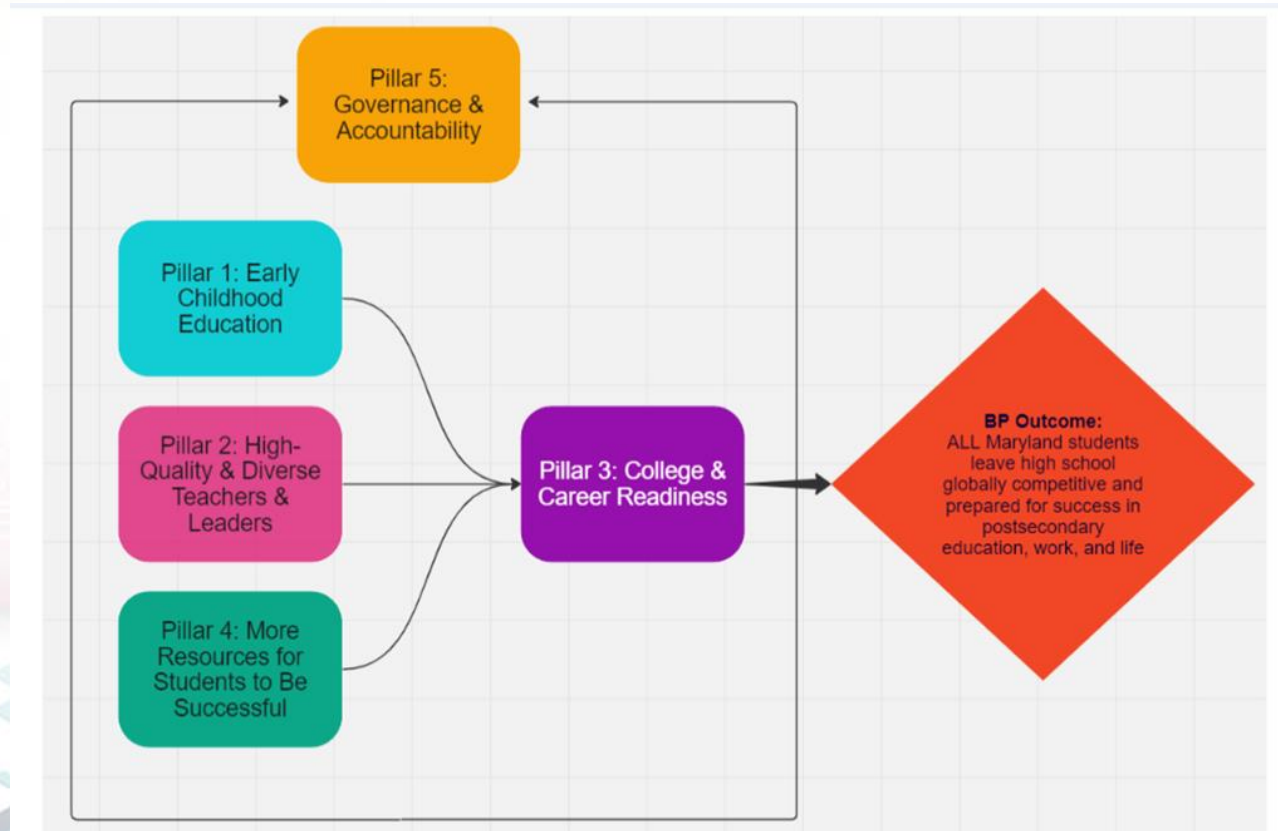 Pillar 5:
Governance &
Accountability
Pillar 1: Early
Childhood
Education
Pillar 2: High-
Quality & Diverse
Teachers &
Leaders
Pillar 4: More
Resources for
Students to Be
Successful
Pillar 3: College &
Career Readiness
BP Outcome:
ALL Maryland students
leave high school
globally competitive and
prepared for success in
postsecondary
education, work, and life